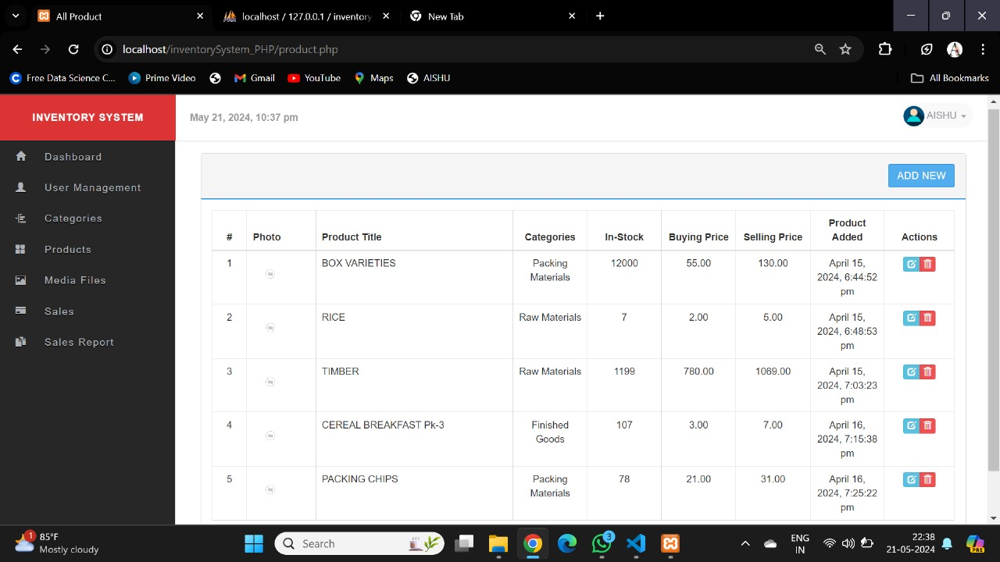 All Product
localhost / 127.0.0.1 / inventory
New Tab
localhost/inventorySystem_PHP/product.php
Free Data Science C...
Prime Video
Gmail
YouTube
Maps
AISHU
All Bookmarks
INVENTORY SYSTEM
May 21, 2024, 10:37 pm
AISHU
Dashboard
User Management
Categories
Products
Media Files
Sales
Sales Report
ADD NEW
# Photo Product Title Categories In-Stock Buying Price Selling Price Product Added Actions
1 BOX VARIETIES Packing Materials 12000 55.00 130.00 April 15, 2024, 6:44:52 pm
2 RICE Raw Materials 7 2.00 5.00 April 15, 2024, 6:48:53 pm
3 TIMBER Raw Materials 1199 780.00 1069.00 April 15, 2024, 7:03:23 pm
4 CEREAL BREAKFAST Pk-3 Finished Goods 107 3.00 7.00 April 16, 2024, 7:15:38 pm
5 PACKING CHIPS Packing Materials 78 21.00 31.00 April 16, 2024, 7:25:22 pm
1
85°F
Mostly cloudy
Search
3
ENG
IN
22:38
21-05-2024
PRE